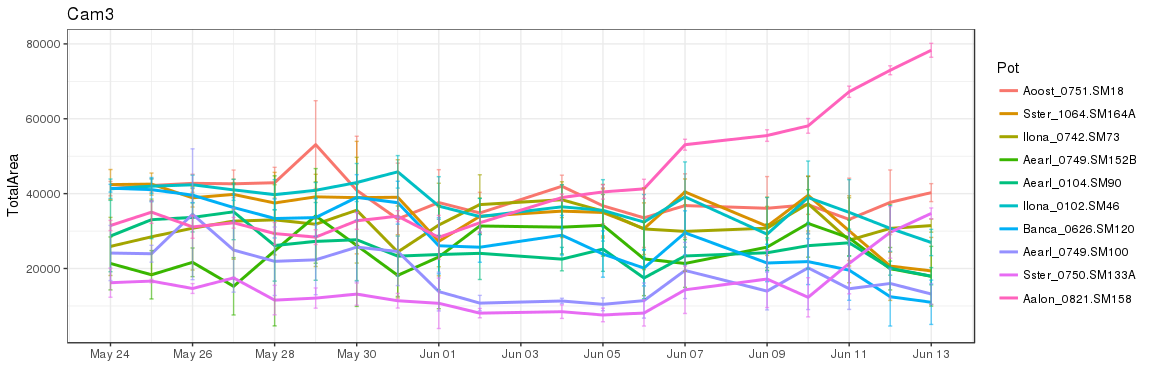 Cam3
TotalArea
80000
60000
40000
20000
May 24 May 26 May 28 May 30 Jun 01 Jun 03 Jun 05 Jun 07 Jun 09 Jun 11 Jun 13
Pot
Aoost_0751.SM18
Sster_1064.SM164A
Ilona_0742.SM73
Aearl_0749.SM152B
Aearl_0104.SM90
Ilona_0102.SM46
Banca_0626.SM120
Aearl_0749.SM100
Sster_0750.SM133A
Aalon_0821.SM158